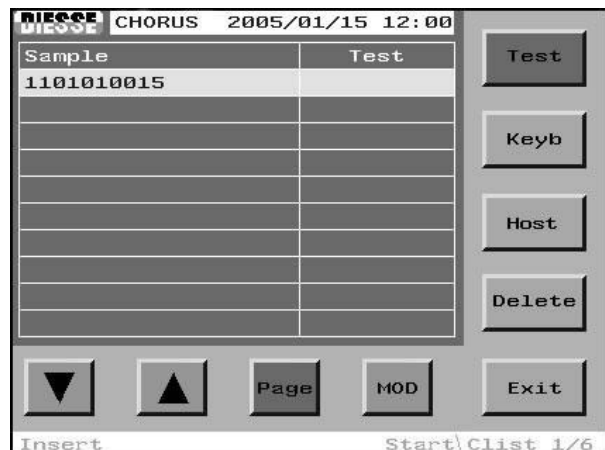 DIESSE CHORUS 2005/01/15 12:00
Sample Test
1101010015
Test
Keyb
Host
Delete
Page MOD Exit
Insert Start\Clist 1/6